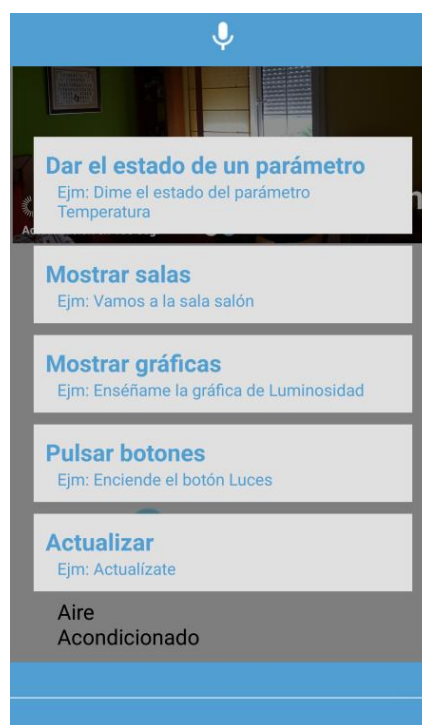 Dar el estado de un parámetro
Ejm: Dime el estado del parámetro
Temperatura
Mostrar salas
Ejm: Vamos a la sala salón
Mostrar gráficas
Ejm: Enséñame la gráfica de Luminosidad
Pulsar botones
Ejm: Enciende el botón Luces
Actualizar
Ejm: Actualízate
Aire
Acondicionado